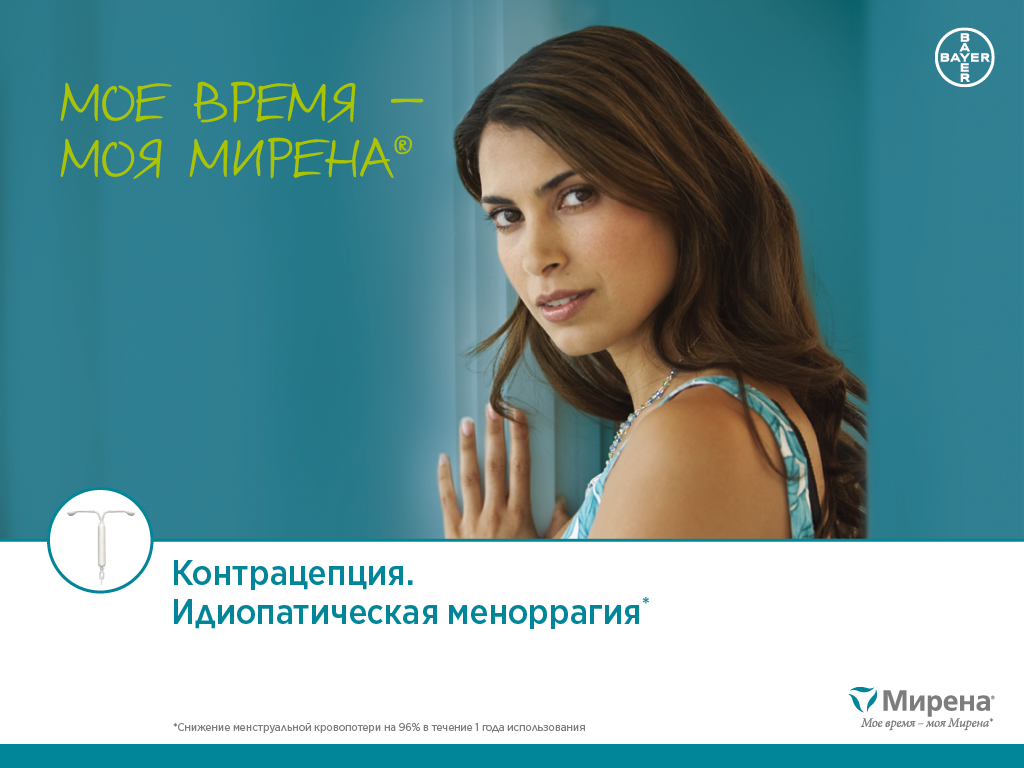 МОЕ ВРЕМЯ –
МОЯ МИРЕНА®
BAYER
BAYER
Контрацепция.
Идиопатическая меноррагия*
Мирена®
Мое время – моя Мирена*
*Снижение менструальной кровопотери на 96% в течение 1 года использования